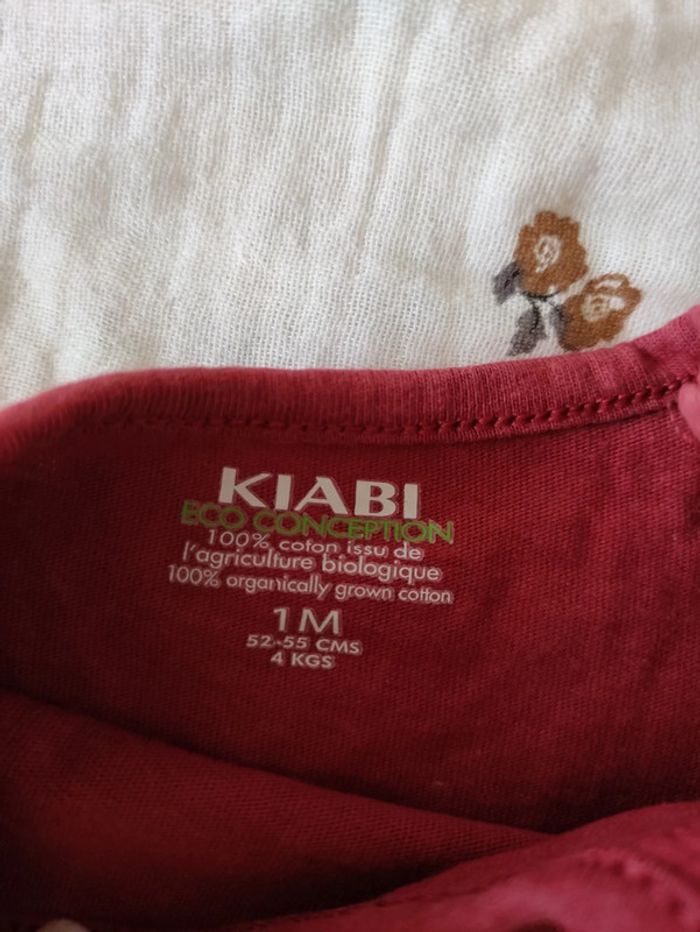 KIABI
ECO CONCEPTION
100% coton issu de
l'agriculture biologique
100% organically grown cotton
1M
52-55 CMS
4 KGS